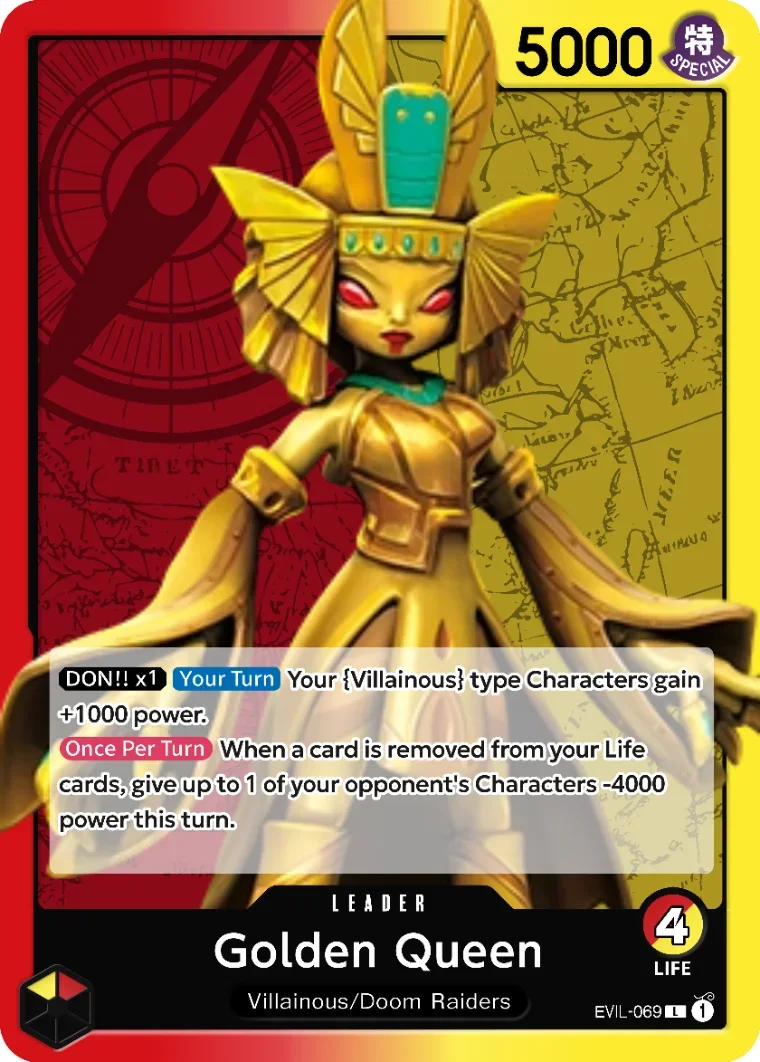 5000
特
SPECIAL
TIBET
DON!! x1 Your Turn Your {Villainous} type Characters gain
+1000 power.
Once Per Turn When a card is removed from your Life
cards, give up to 1 of your opponent's Characters -4000
power this turn.
LEADER
Golden Queen
4
LIFE
Villainous/Doom Raiders
EVIL-069 L 1